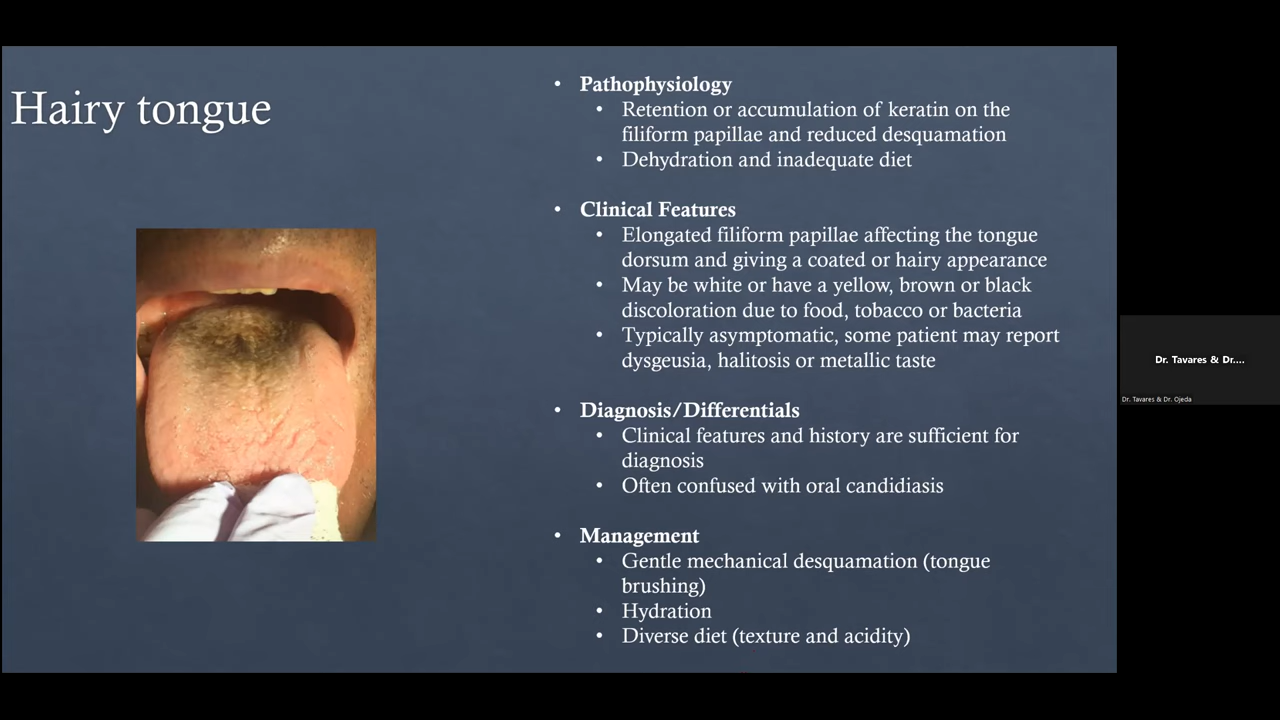 Hairy tongue
• Pathophysiology
• Retention or accumulation of keratin on the
filiform papillae and reduced desquamation
• Dehydration and inadequate diet
• Clinical Features
• Elongated filiform papillae affecting the tongue
dorsum and giving a coated or hairy appearance
• May be white or have a yellow, brown or black
discoloration due to food, tobacco or bacteria
• Typically asymptomatic, some patient may report
dysgeusia, halitosis or metallic taste
• Diagnosis/Differentials
• Clinical features and history are sufficient for
diagnosis
• Often confused with oral candidiasis
• Management
• Gentle mechanical desquamation (tongue
brushing)
• Hydration
• Diverse diet (texture and acidity)
Dr. Tavares & Dr....
Dr. Tavares & Dr. Ojeda